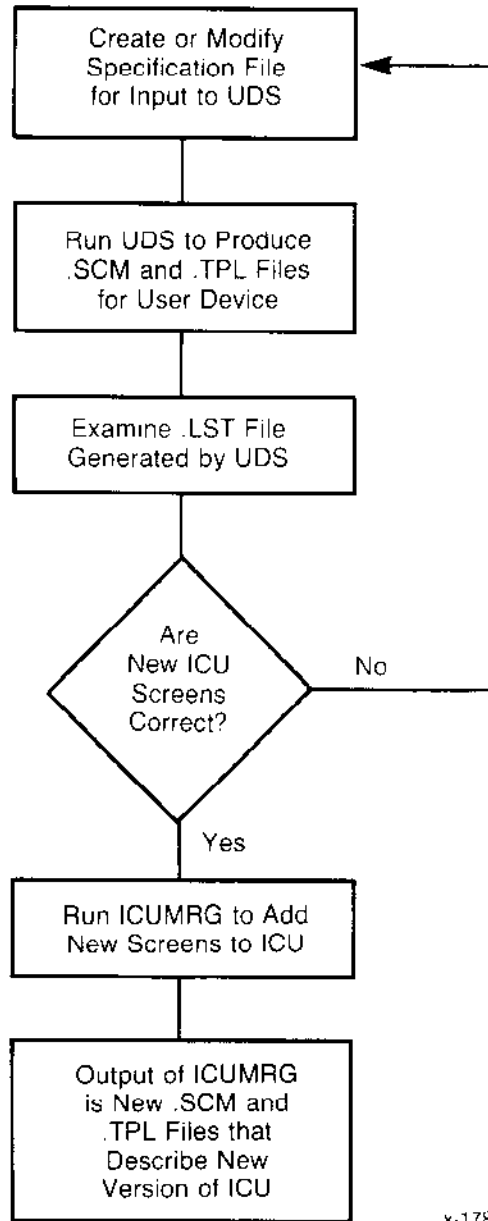 Create or Modify
Specification File
for Input to UDS
Run UDS to Produce
.SCM and .TPL Files
for User Device
Examine .LST File
Generated by UDS
Are
New ICU
Screens
Correct?
No
Yes
Run ICUMRG to Add
New Screens to ICU
Output of ICUMRG
is New .SCM and
.TPL Files that
Describe New
Version of ICU